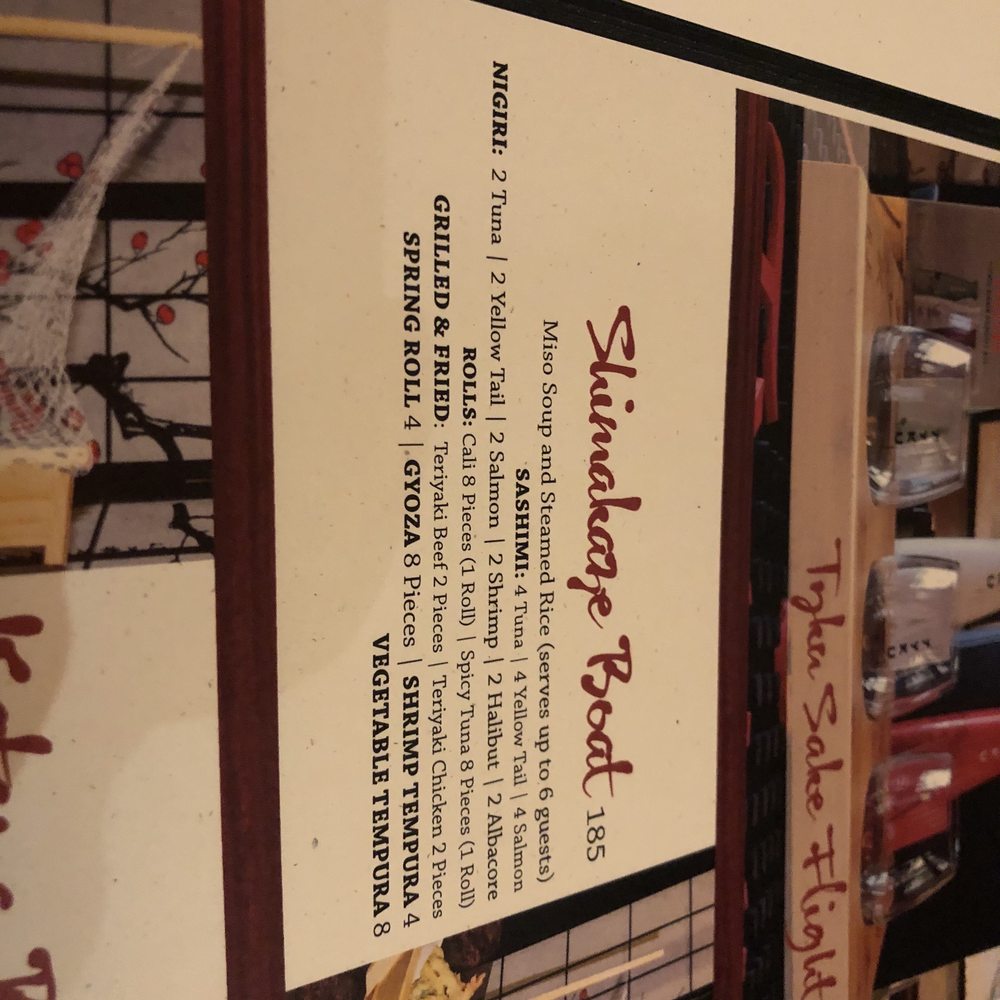 Shimakaze Boat 185
Miso Soup and Steamed Rice (serves up to 6 guests)
SASHIMI: 4 Tuna | 4 Yellow Tail | 4 Salmon
NIGIRI: 2 Tuna | 2 Yellow Tail | 2 Salmon | 2 Shrimp | 2 Halibut | 2 Albacore
ROLLS: Cali 8 Pieces (1 Roll) | Spicy Tuna 8 Pieces (1 Roll)
GRILLED & FRIED: Teriyaki Beef 2 Pieces | Teriyaki Chicken 2 Pieces
SPRING ROLL 4 | GYOZA 8 Pieces | SHRIMP TEMPURA 4
VEGETABLE TEMPURA 8
Tyku Sake Flight